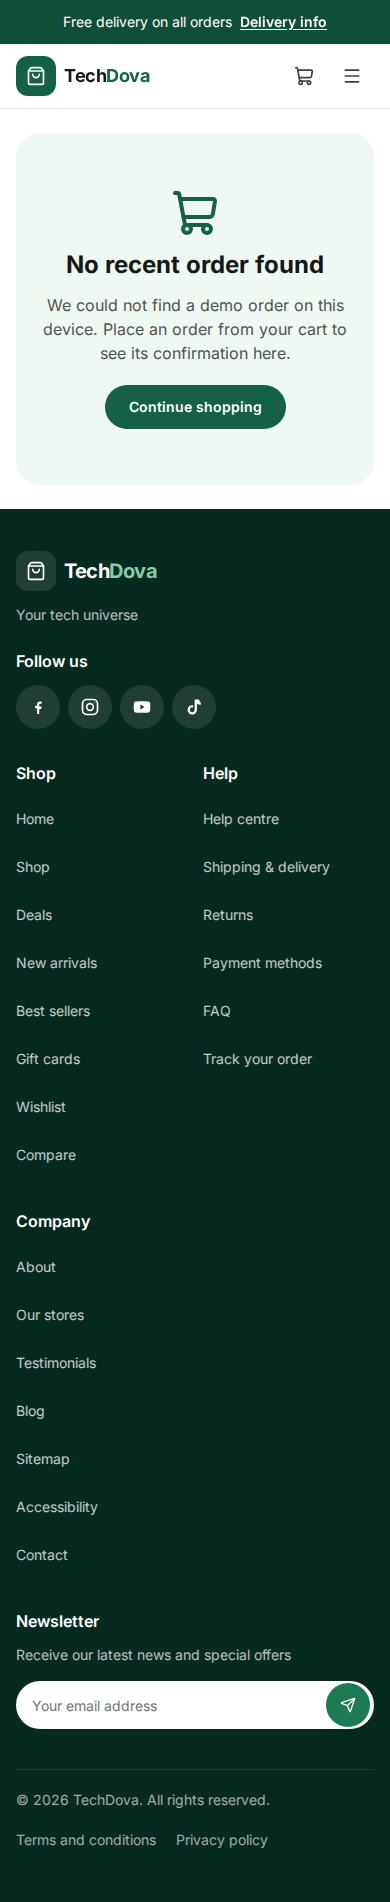 Free delivery on all orders Delivery info
TechDova
No recent order found
We could not find a demo order on this
device. Place an order from your cart to
see its confirmation here.
Continue shopping
TechDova
Your tech universe
Follow us
Shop
Home
Shop
Deals
New arrivals
Best sellers
Gift cards
Wishlist
Compare
Help
Help centre
Shipping & delivery
Returns
Payment methods
FAQ
Track your order
Company
About
Our stores
Testimonials
Blog
Sitemap
Accessibility
Contact
Newsletter
Receive our latest news and special offers
Your email address
© 2026 TechDova. All rights reserved.
Terms and conditions Privacy policy